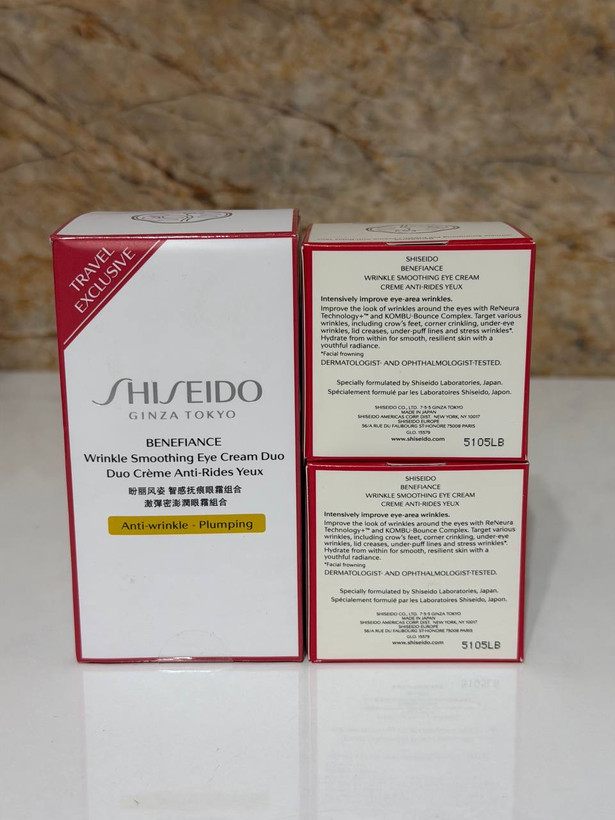 TRAVEL
EXCLUSIVE
SHISEIDO
GINZA TOKYO
BENEFIANCE
Wrinkle Smoothing Eye Cream Duo
Duo Crème Anti-Rides Yeux
盼丽风姿 智感抚痕眼霜组合
激彈密澎潤眼霜組合
Anti-wrinkle · Plumping
SHISEIDO
BENEFIANCE
WRINKLE SMOOTHING EYE CREAM
CREME ANTI-RIDES YEUX
Intensively improve eye-area wrinkles.
Improve the look of wrinkles around the eyes with ReNeura
Technology+™ and KOMBU-Bounce Complex. Target various
wrinkles, including crow's feet, corner crinkling, under-eye
wrinkles, lid creases, under-puff lines and stress wrinkles*.
Hydrate from within for smooth, resilient skin with a
youthful radiance.
*Facial frowning
DERMATOLOGIST- AND OPHTHALMOLOGIST-TESTED.
Specially formulated by Shiseido Laboratories, Japan.
Spécialement formulé par les Laboratoires Shiseido, Japon.
SHISEIDO CO., LTD. 7-5-5 GINZA TOKYO
MADE IN JAPAN
SHISEIDO AMERICAS CORP. DIST. NEW YORK, NY 10017
SHISEIDO EUROPE
56/A RUE DU FAUBOURG ST-HONORE 75008 PARIS
GLO. 15579
www.shiseido.com
5105LB
SHISEIDO
BENEFIANCE
WRINKLE SMOOTHING EYE CREAM
CREME ANTI-RIDES YEUX
Intensively improve eye-area wrinkles.
Improve the look of wrinkles around the eyes with ReNeura
Technology+™ and KOMBU-Bounce Complex. Target various
wrinkles, including crow's feet, corner crinkling, under-eye
wrinkles, lid creases, under-puff lines and stress wrinkles*.
Hydrate from within for smooth, resilient skin with a
youthful radiance.
*Facial frowning
DERMATOLOGIST- AND OPHTHALMOLOGIST-TESTED.
Specially formulated by Shiseido Laboratories, Japan.
Spécialement formulé par les Laboratoires Shiseido, Japon.
SHISEIDO CO., LTD. 7-5-5 GINZA TOKYO
MADE IN JAPAN
SHISEIDO AMERICAS CORP. DIST. NEW YORK, NY 10017
SHISEIDO EUROPE
56/A RUE DU FAUBOURG ST-HONORE 75008 PARIS
GLO. 15579
www.shiseido.com
5105LB